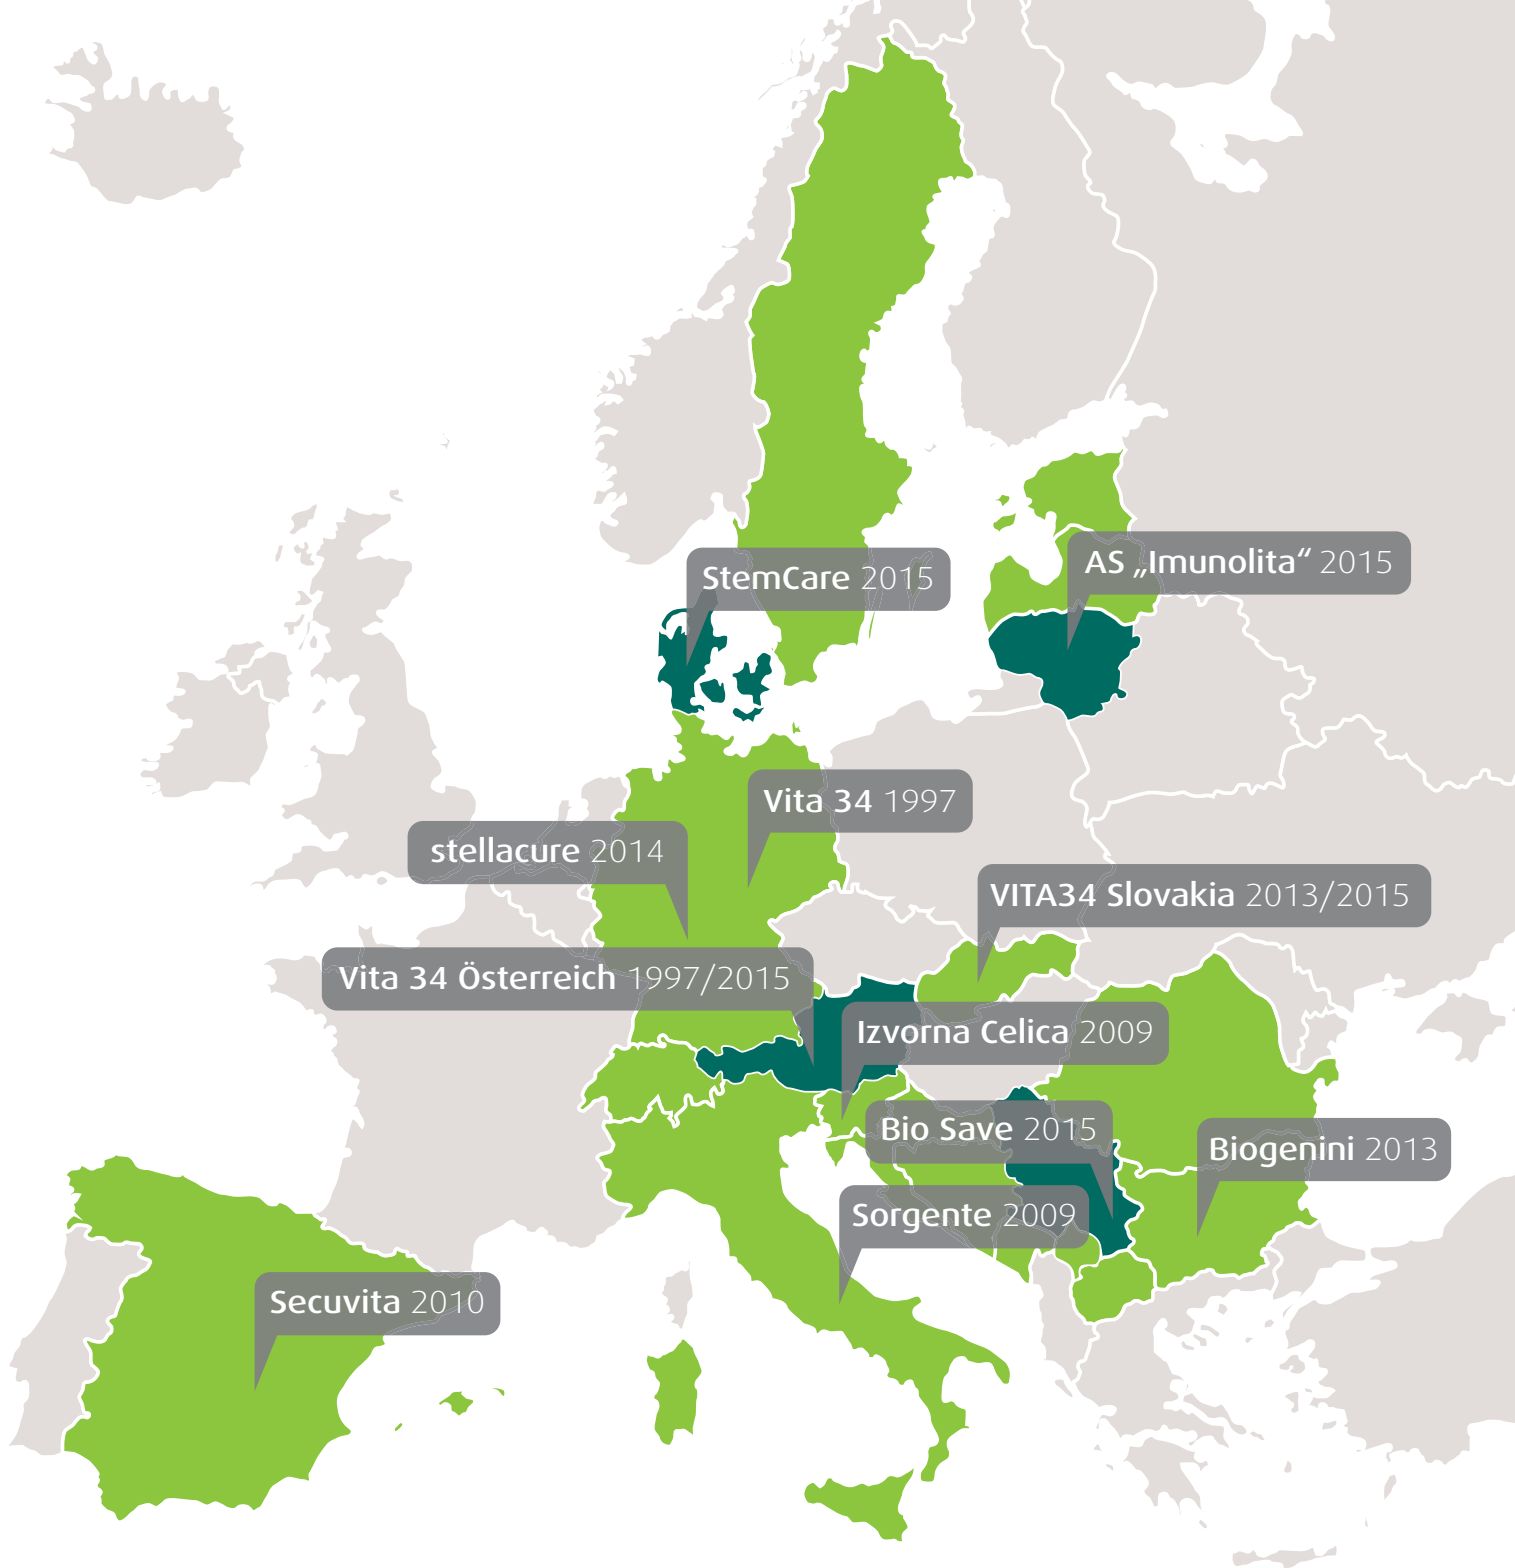 AS „Imunolita“ 2015
StemCare 2015
Vita 34 1997
stellacure 2014
VITA34 Slovakia 2013/2015
Vita 34 Österreich 1997/2015
Izvorna Celica 2009
Bio Save 2015
Biogenini 2013
Sorgente 2009
Secuvita 2010